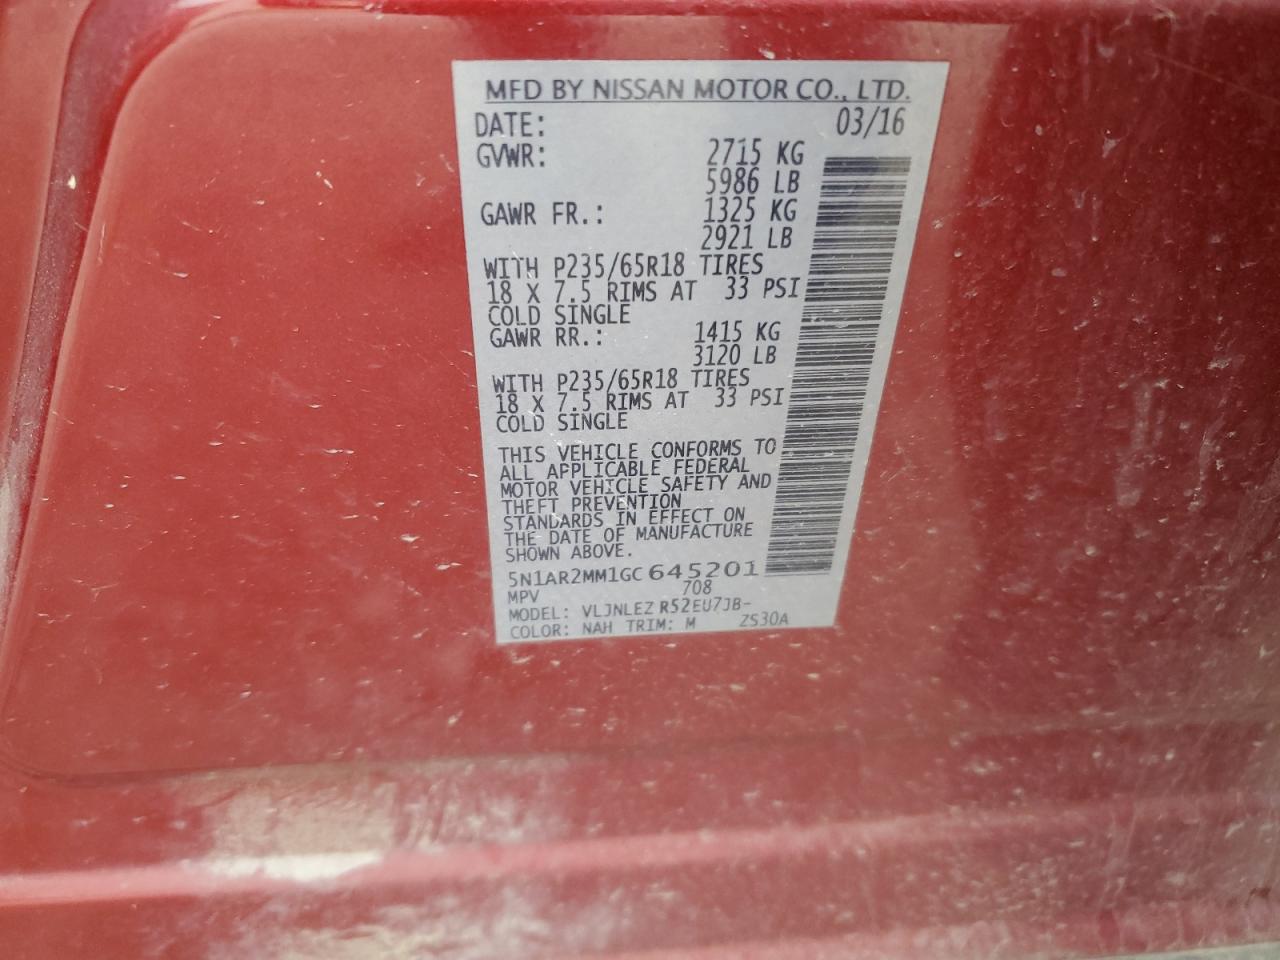 MFD BY NISSAN MOTOR CO., LTD.
DATE: 03/16
GVWR: 2715 KG
5986 LB
GAWR FR.: 1325 KG
2921 LB
WITH P235/65R18 TIRES
18 X 7.5 RIMS AT 33 PSI
COLD SINGLE
GAWR RR.: 1415 KG
3120 LB
WITH P235/65R18 TIRES
18 X 7.5 RIMS AT 33 PSI
COLD SINGLE
THIS VEHICLE CONFORMS TO
ALL APPLICABLE FEDERAL
MOTOR VEHICLE SAFETY AND
THEFT PREVENTION
STANDARDS IN EFFECT ON
THE DATE OF MANUFACTURE
SHOWN ABOVE.
5N1AR2MM1GC645201
MPV 708
MODEL: VLJNLEZ R52EU7JB-
COLOR: NAH TRIM: M ZS30A